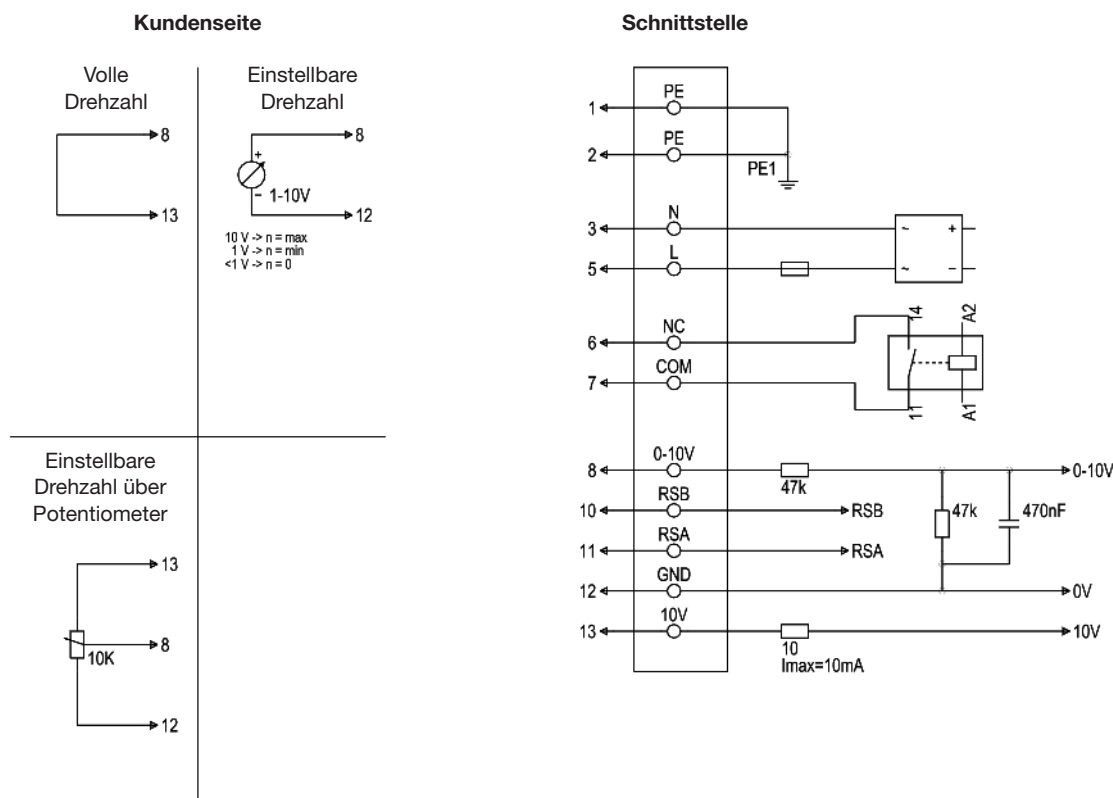 Kundenseite
Schnittstelle
Volle
Drehzahl
8
13
Einstellbare
Drehzahl
8
+
–
1-10V
12
10 V -> n = max
1 V -> n = min
<1 V -> n = 0
Einstellbare
Drehzahl über
Potentiometer
13
8
10K
12
1
PE
2
PE
PE1
3
N
~
+
5
L
~
–
6
NC
14
A2
7
COM
11
A1
8
0-10V
47k
0-10V
10
RSB
RSB
47k
470nF
11
RSA
RSA
12
GND
0V
13
10V
10
Imax=10mA
10V